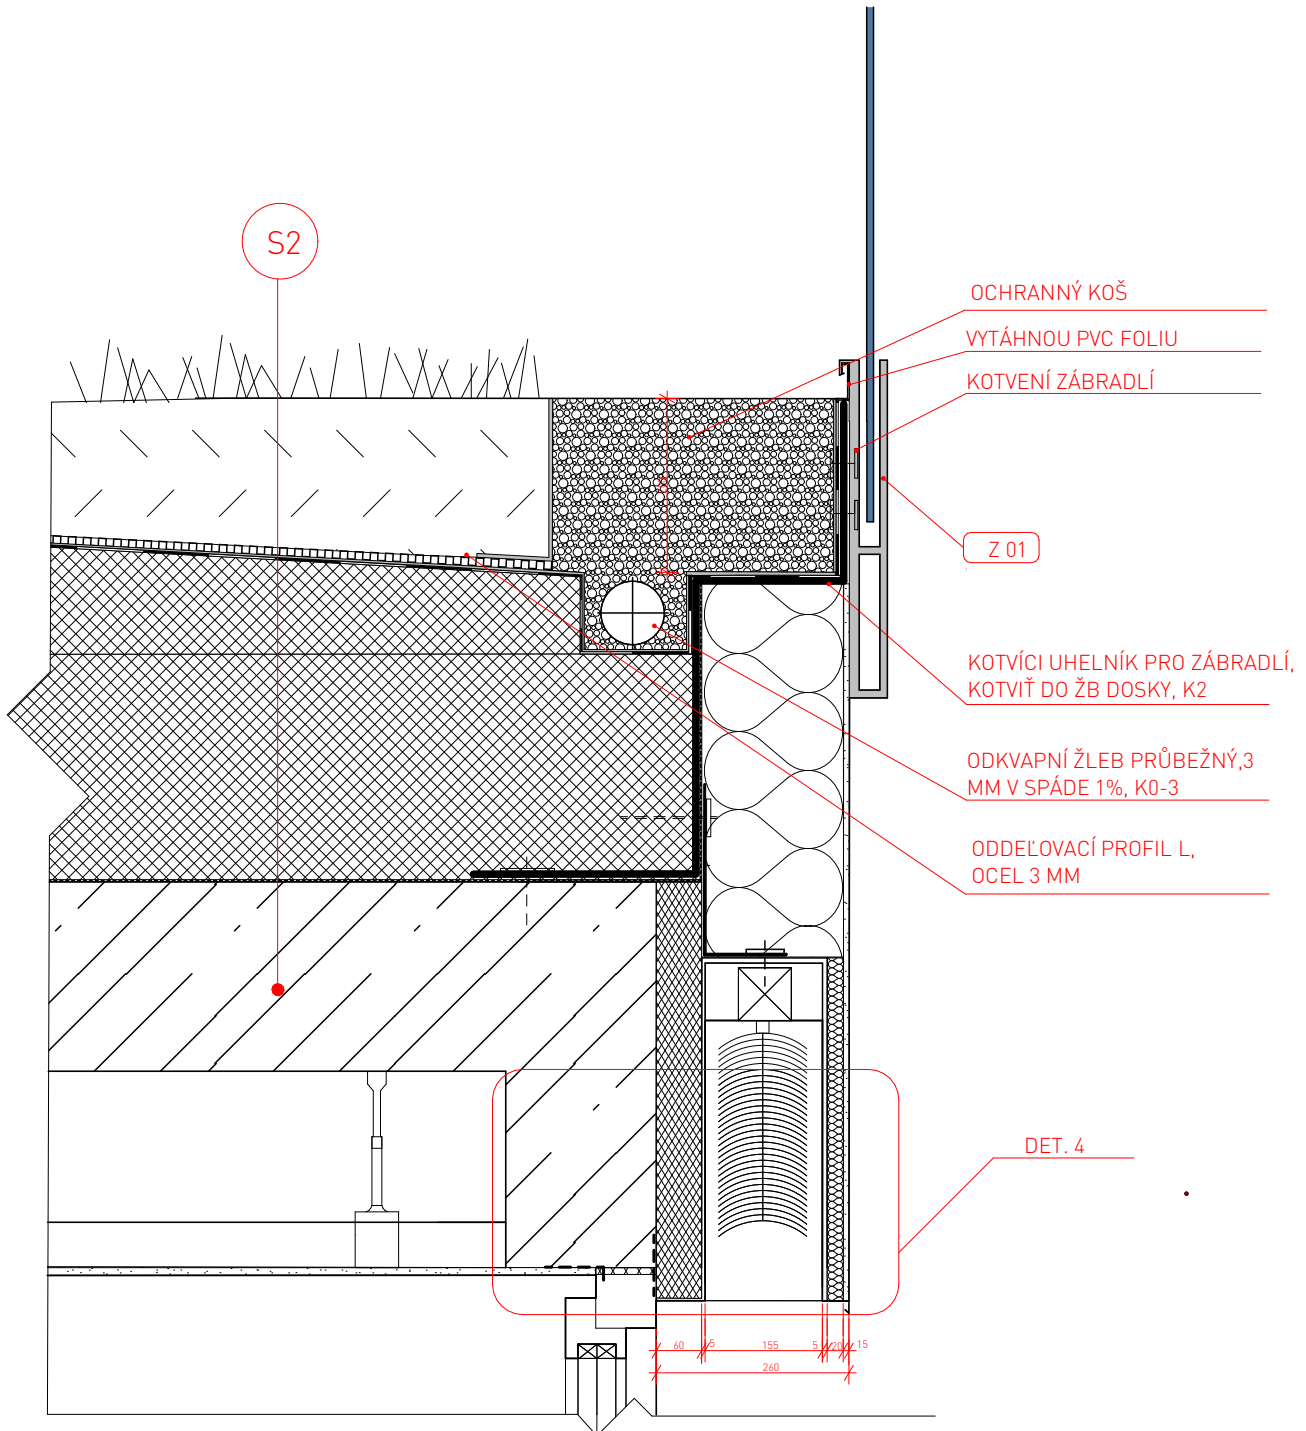 S2
OCHRANNÝ KOŠ
VYTÁHNOU PVC FOLIU
KOTVENÍ ZÁBRADLÍ
Z 01
KOTVÍCI UHELNÍK PRO ZÁBRADLÍ,
KOTVIŤ DO ŽB DOSKY, K2
ODKVAPNÍ ŽLEB PRŮBEŽNÝ,3
MM V SPÁDE 1%, K0-3
ODDEĽOVACÍ PROFIL L,
OCEL 3 MM
DET. 4
60 5 155 5 20 15
260